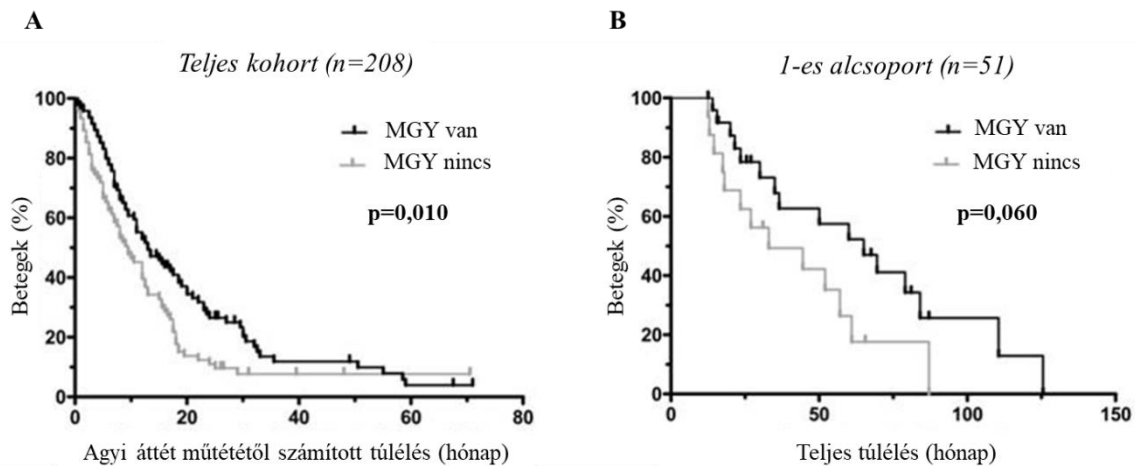 A
Teljes kohort (n=208)
MGY van
MGY nincs
p=0,010
Betegek (%)
100
80
60
40
20
0
0 20 40 60 80
Agyi áttét műtététől számított túlélés (hónap)
B
1-es alcsoport (n=51)
MGY van
MGY nincs
p=0,060
Betegek (%)
100
80
60
40
20
0
0 50 100 150
Teljes túlélés (hónap)